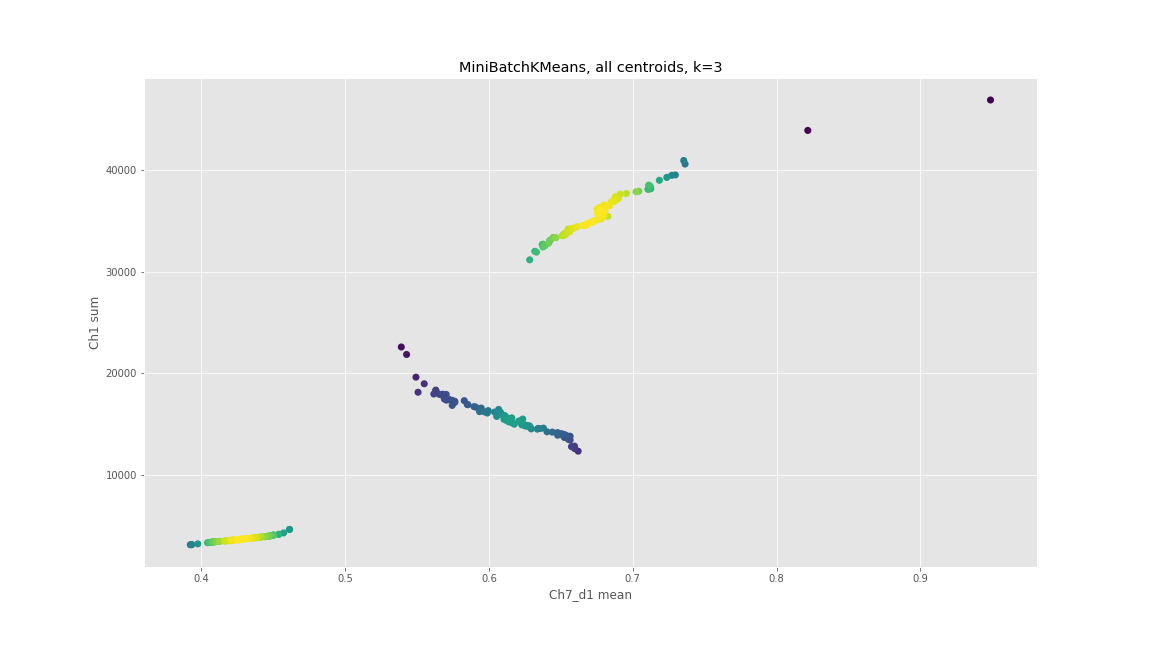 MiniBatchKMeans, all centroids, k=3
40000
30000
20000
10000
Ch1 sum
0.4 0.5 0.6 0.7 0.8 0.9
Ch7_d1 mean